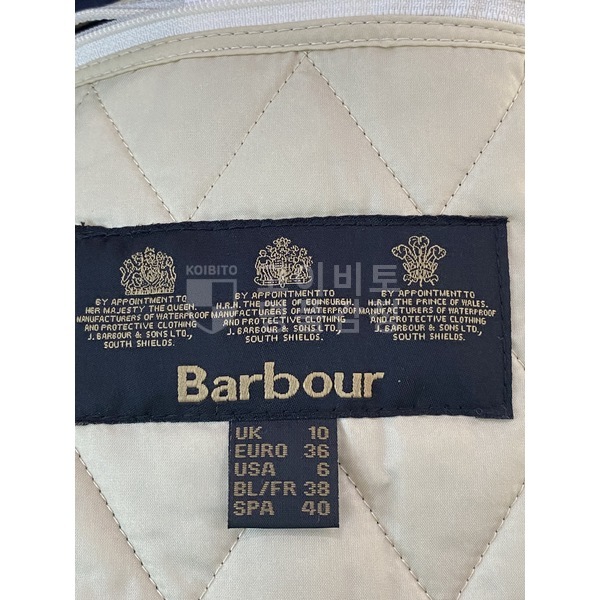 KOIBITO
BY APPOINTMENT TO
HER MAJESTY THE QUEEN.
MANUFACTURERS OF WATERPROOF
AND PROTECTIVE CLOTHING
J. BARBOUR & SONS LTD.,
SOUTH SHIELDS.
BY APPOINTMENT TO
H.R.H. THE DUKE OF EDINBURGH.
MANUFACTURERS OF WATERPROOF
AND PROTECTIVE CLOTHING
J. BARBOUR & SONS LTD.,
SOUTH SHIELDS.
BY APPOINTMENT TO
H.R.H. THE PRINCE OF WALES.
MANUFACTURERS OF WATERPROOF
AND PROTECTIVE CLOTHING
J. BARBOUR & SONS LTD.,
SOUTH SHIELDS.
Barbour
UK 10
EURO 36
USA 6
BL/FR 38
SPA 40